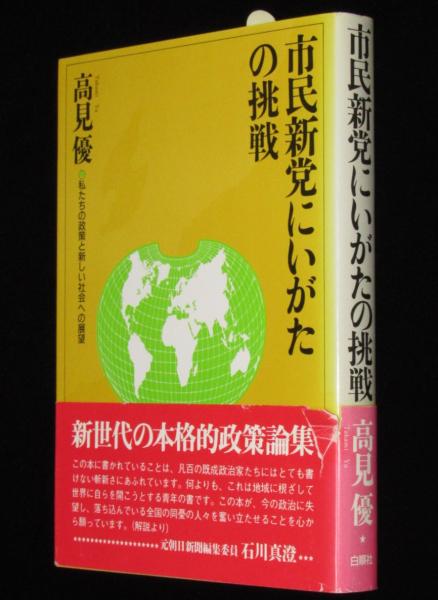 市民新党にいがた
の挑戦
高見優
Takami Yu
●私たちの政策と新しい社会への展望
新世代の本格的政策論集
この本に書かれていることは、凡百の既成政治家たちにはとても書
けない斬新さにあふれています。何よりも、これは地域に根ざして
世界に自らを開こうとする青年の書です。この本が、今の政治に失
望し、落ち込んでいる全国の同憂の人々を奮い立たせることを心か
ら願っています。（解説より）
元朝日新聞編集委員 石川真澄
市民新党にいがたの挑戦
高見優
Takami Yu
白順社